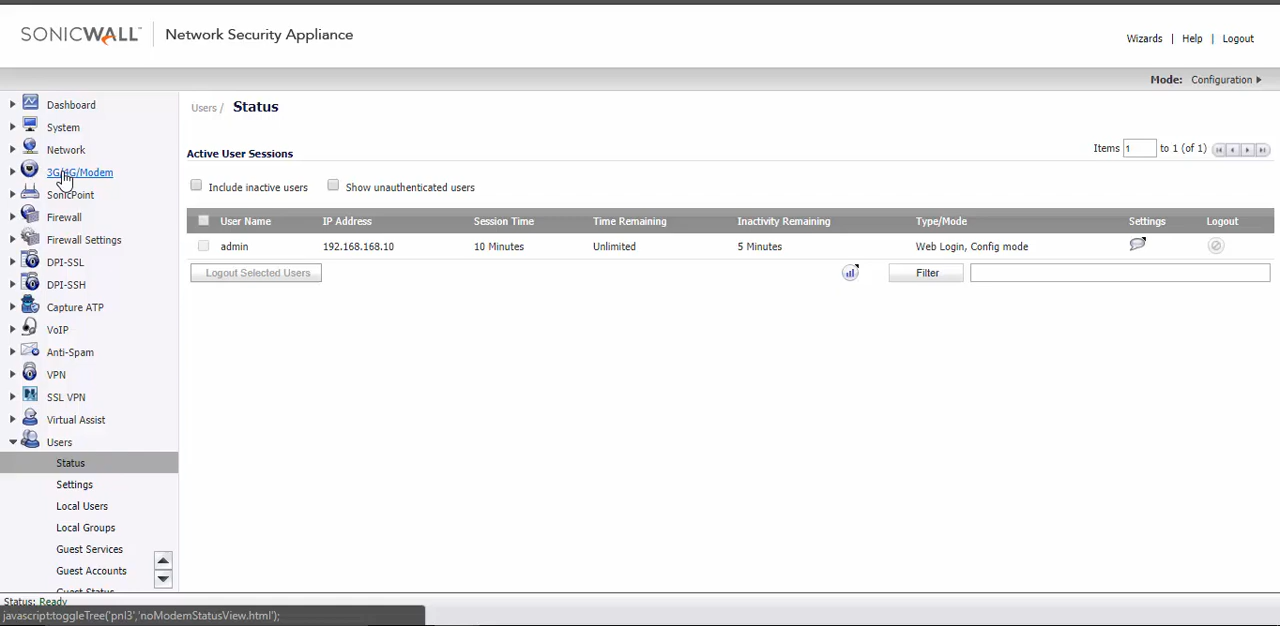 SONICWALL Network Security Appliance
Wizards | Help | Logout
Mode: Configuration
Dashboard
System
Network
3G/4G/Modem
SonicPoint
Firewall
Firewall Settings
DPI-SSL
DPI-SSH
Capture ATP
VoIP
Anti-Spam
VPN
SSL VPN
Virtual Assist
Users
Status
Settings
Local Users
Local Groups
Guest Services
Guest Accounts
Guest Status
Users / Status
Active User Sessions
Items 1 to 1 (of 1)
Include inactive users Show unauthenticated users
User Name IP Address Session Time Time Remaining Inactivity Remaining Type/Mode Settings Logout
admin 192.168.168.10 10 Minutes Unlimited 5 Minutes Web Login, Config mode
Logout Selected Users Filter
Status: Ready
javascript:toggleTree('pnl3','noModemStatusView.html');